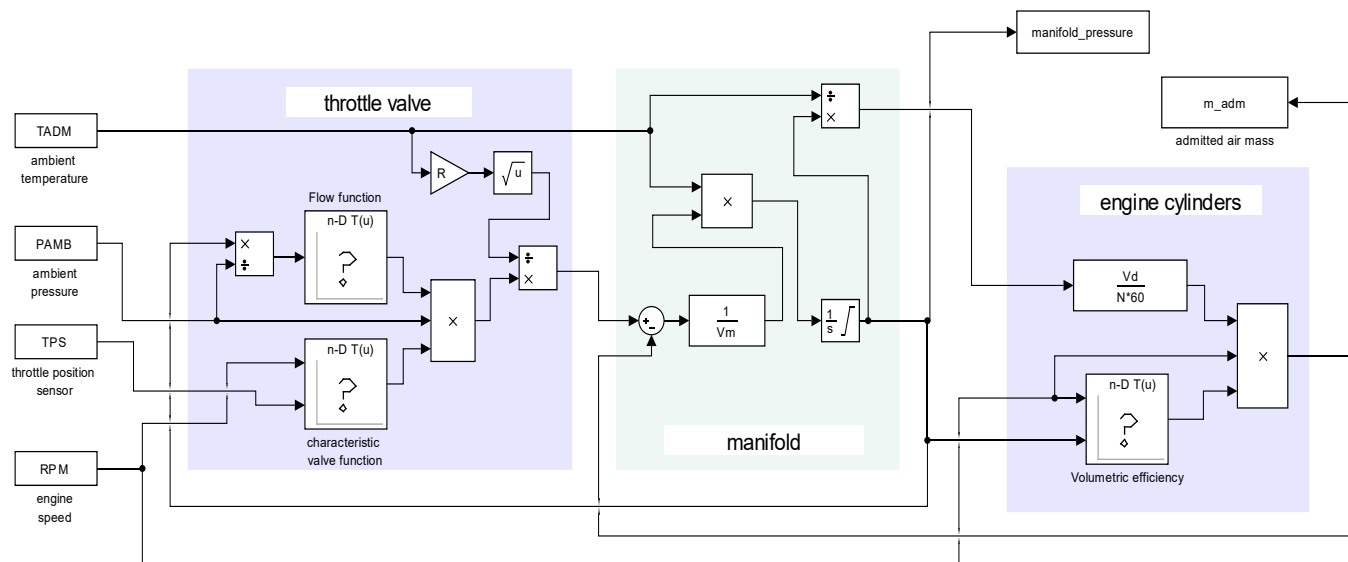 manifold_pressure
throttle valve
m_adm
admitted air mass
TADM
ambient
temperature
÷
×
R
√u
×
engine cylinders
Flow function
n-D T(u)
?
PAMB
ambient
pressure
×
÷
÷
×
Vd
N*60
×
1
Vm
1
s
+
−
TPS
throttle position
sensor
n-D T(u)
?
×
n-D T(u)
?
characteristic
valve function
manifold
RPM
engine
speed
Volumetric efficiency